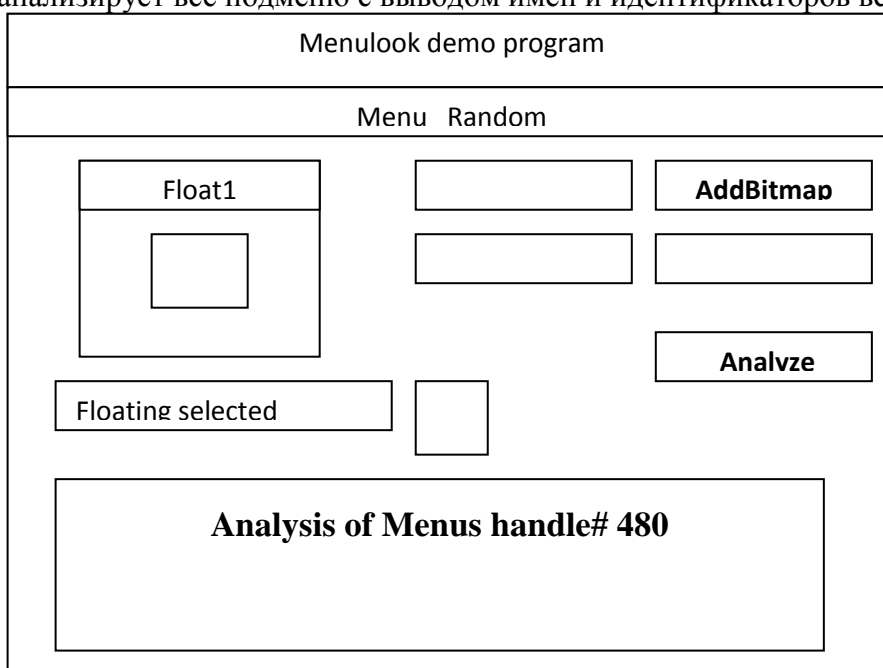 анализирует все подменю с выводом имен и идентификаторов
Menulook demo program
Menu Random
Float1
AddBitmap
Analyze
Floating selected
Analysis of Menus handle# 480